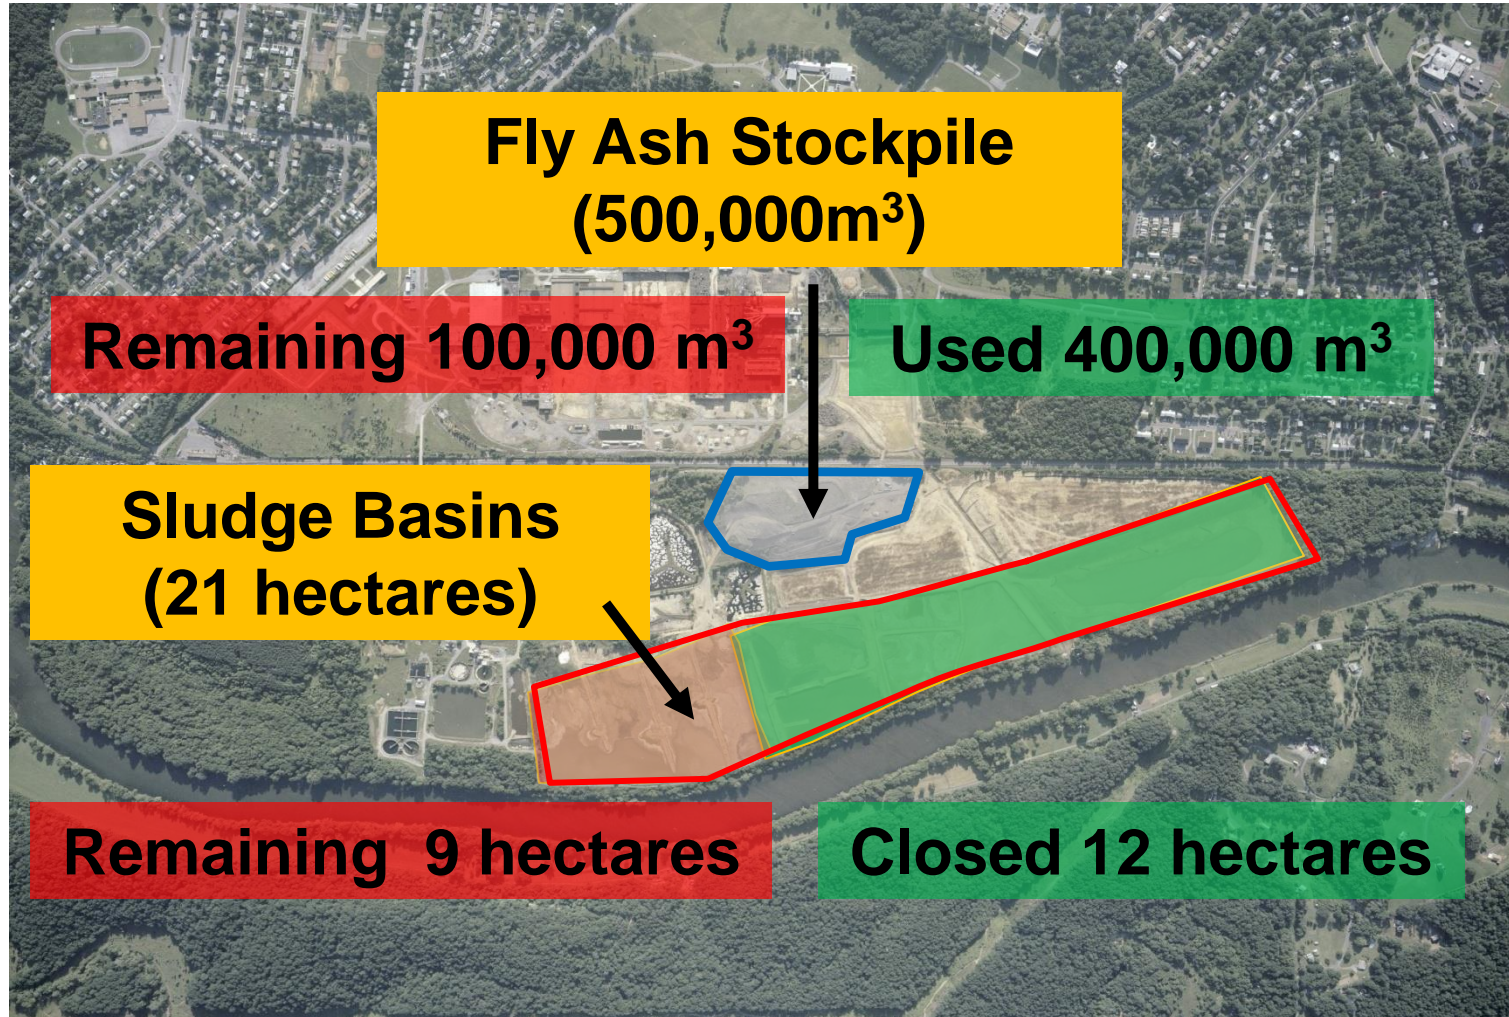 Fly Ash Stockpile
(500,000m³)
Remaining 100,000 m³
Used 400,000 m³
Sludge Basins
(21 hectares)
Remaining  9 hectares
Closed 12 hectares